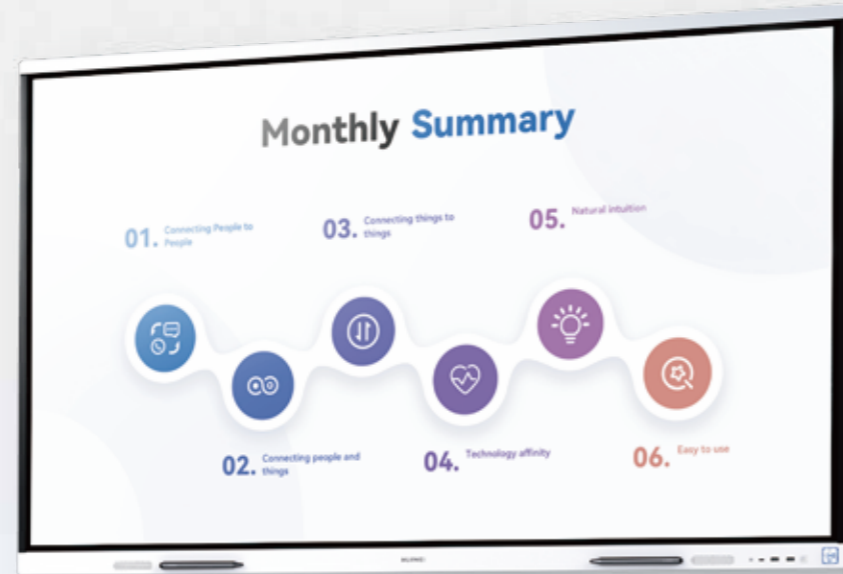 Monthly Summary
01. Connecting People to
People
03. Connecting things to
things
05. Natural intuition
02. Connecting people and
things
04. Technology affinity
06. Easy to use